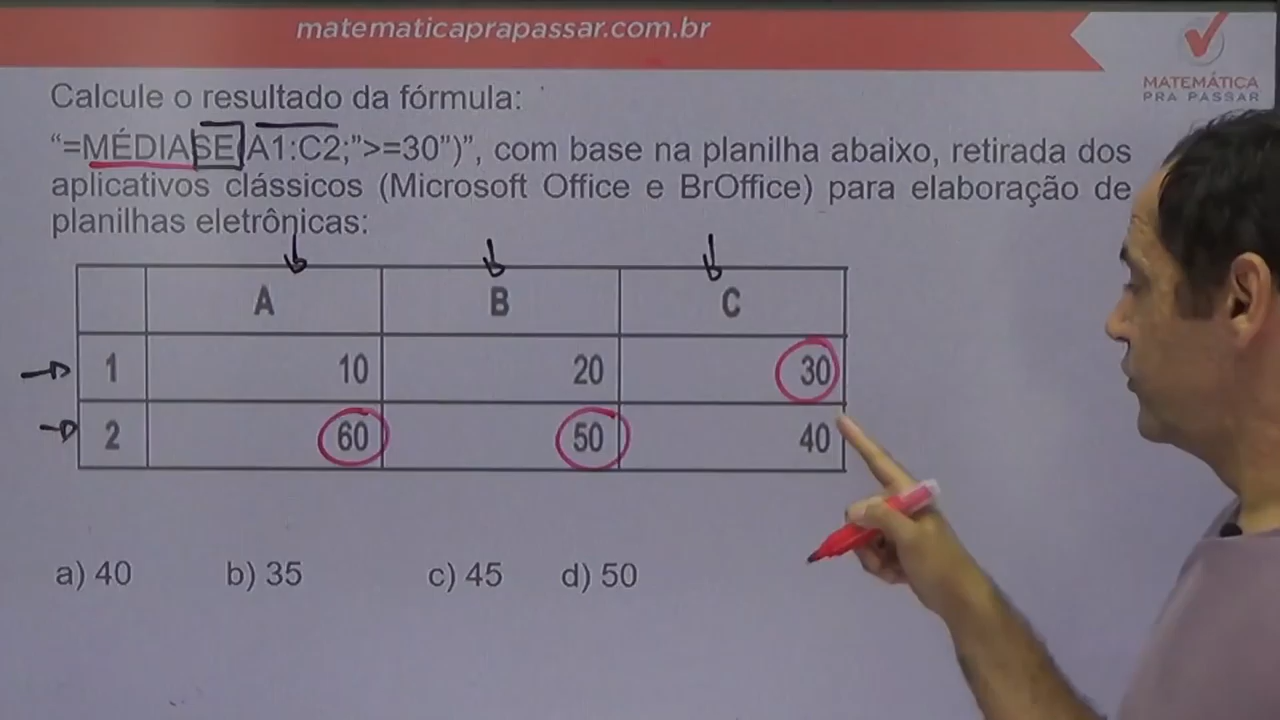 matematicaprapassar.com.br
MATEMÁTICA
PRA PASSAR
Calcule o resultado da fórmula:
“=MÉDIASE(A1:C2;”>=30”)”, com base na planilha abaixo, retirada dos
aplicativos clássicos (Microsoft Office e BrOffice) para elaboração de
planilhas eletrônicas:
A B C
1 10 20 30
2 60 50 40
a) 40 b) 35 c) 45 d) 50